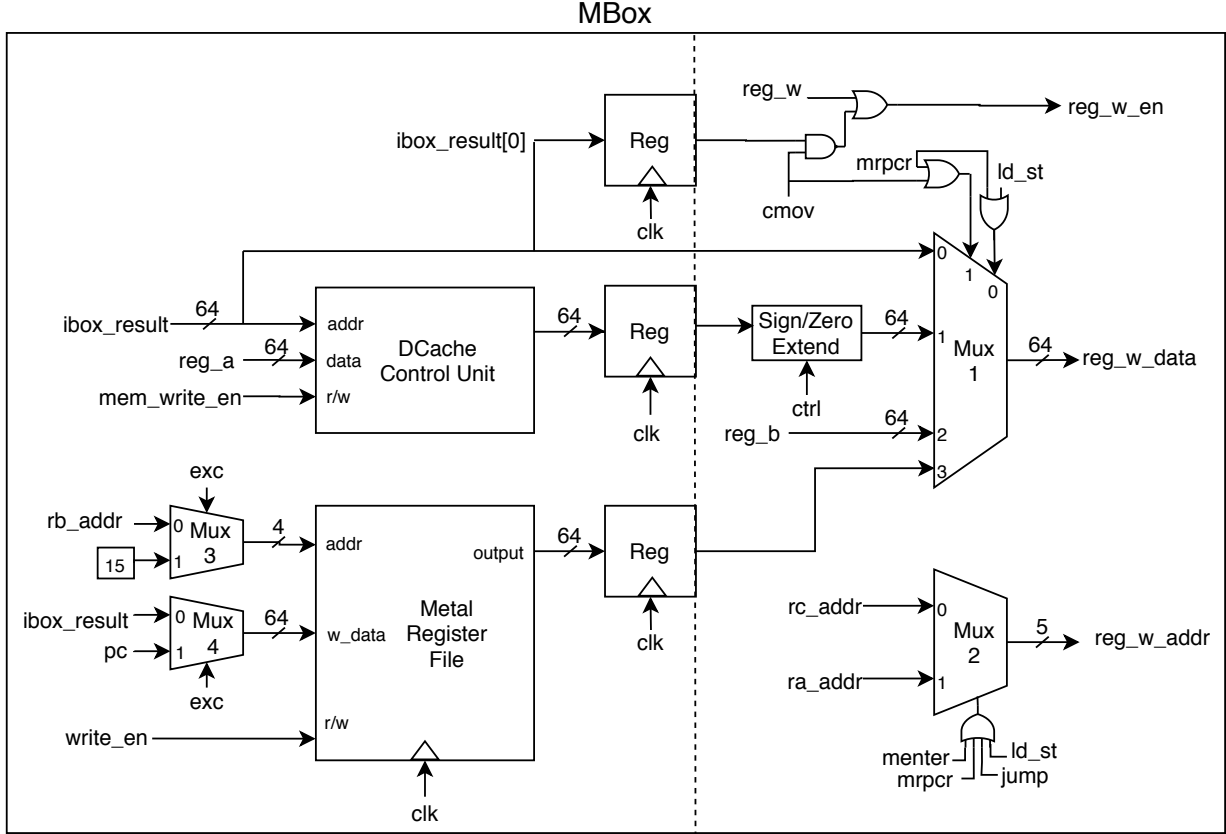 MBox
reg_w
reg_w_en
ibox_result[0]
Reg
clk
cmov
mrpcr
ld_st
0
1
0
ibox_result
64
addr
reg_a
64
data
mem_write_en
r/w
DCache
Control Unit
64
Reg
clk
Sign/Zero
Extend
ctrl
64
1
reg_b
64
2
3
Mux
1
64
reg_w_data
exc
rb_addr
0
15
1
Mux
3
4
addr
ibox_result
0
pc
1
Mux
4
exc
64
w_data
write_en
r/w
Metal
Register
File
output
clk
64
Reg
clk
rc_addr
0
ra_addr
1
Mux
2
5
reg_w_addr
menter
mrpcr
ld_st
jump